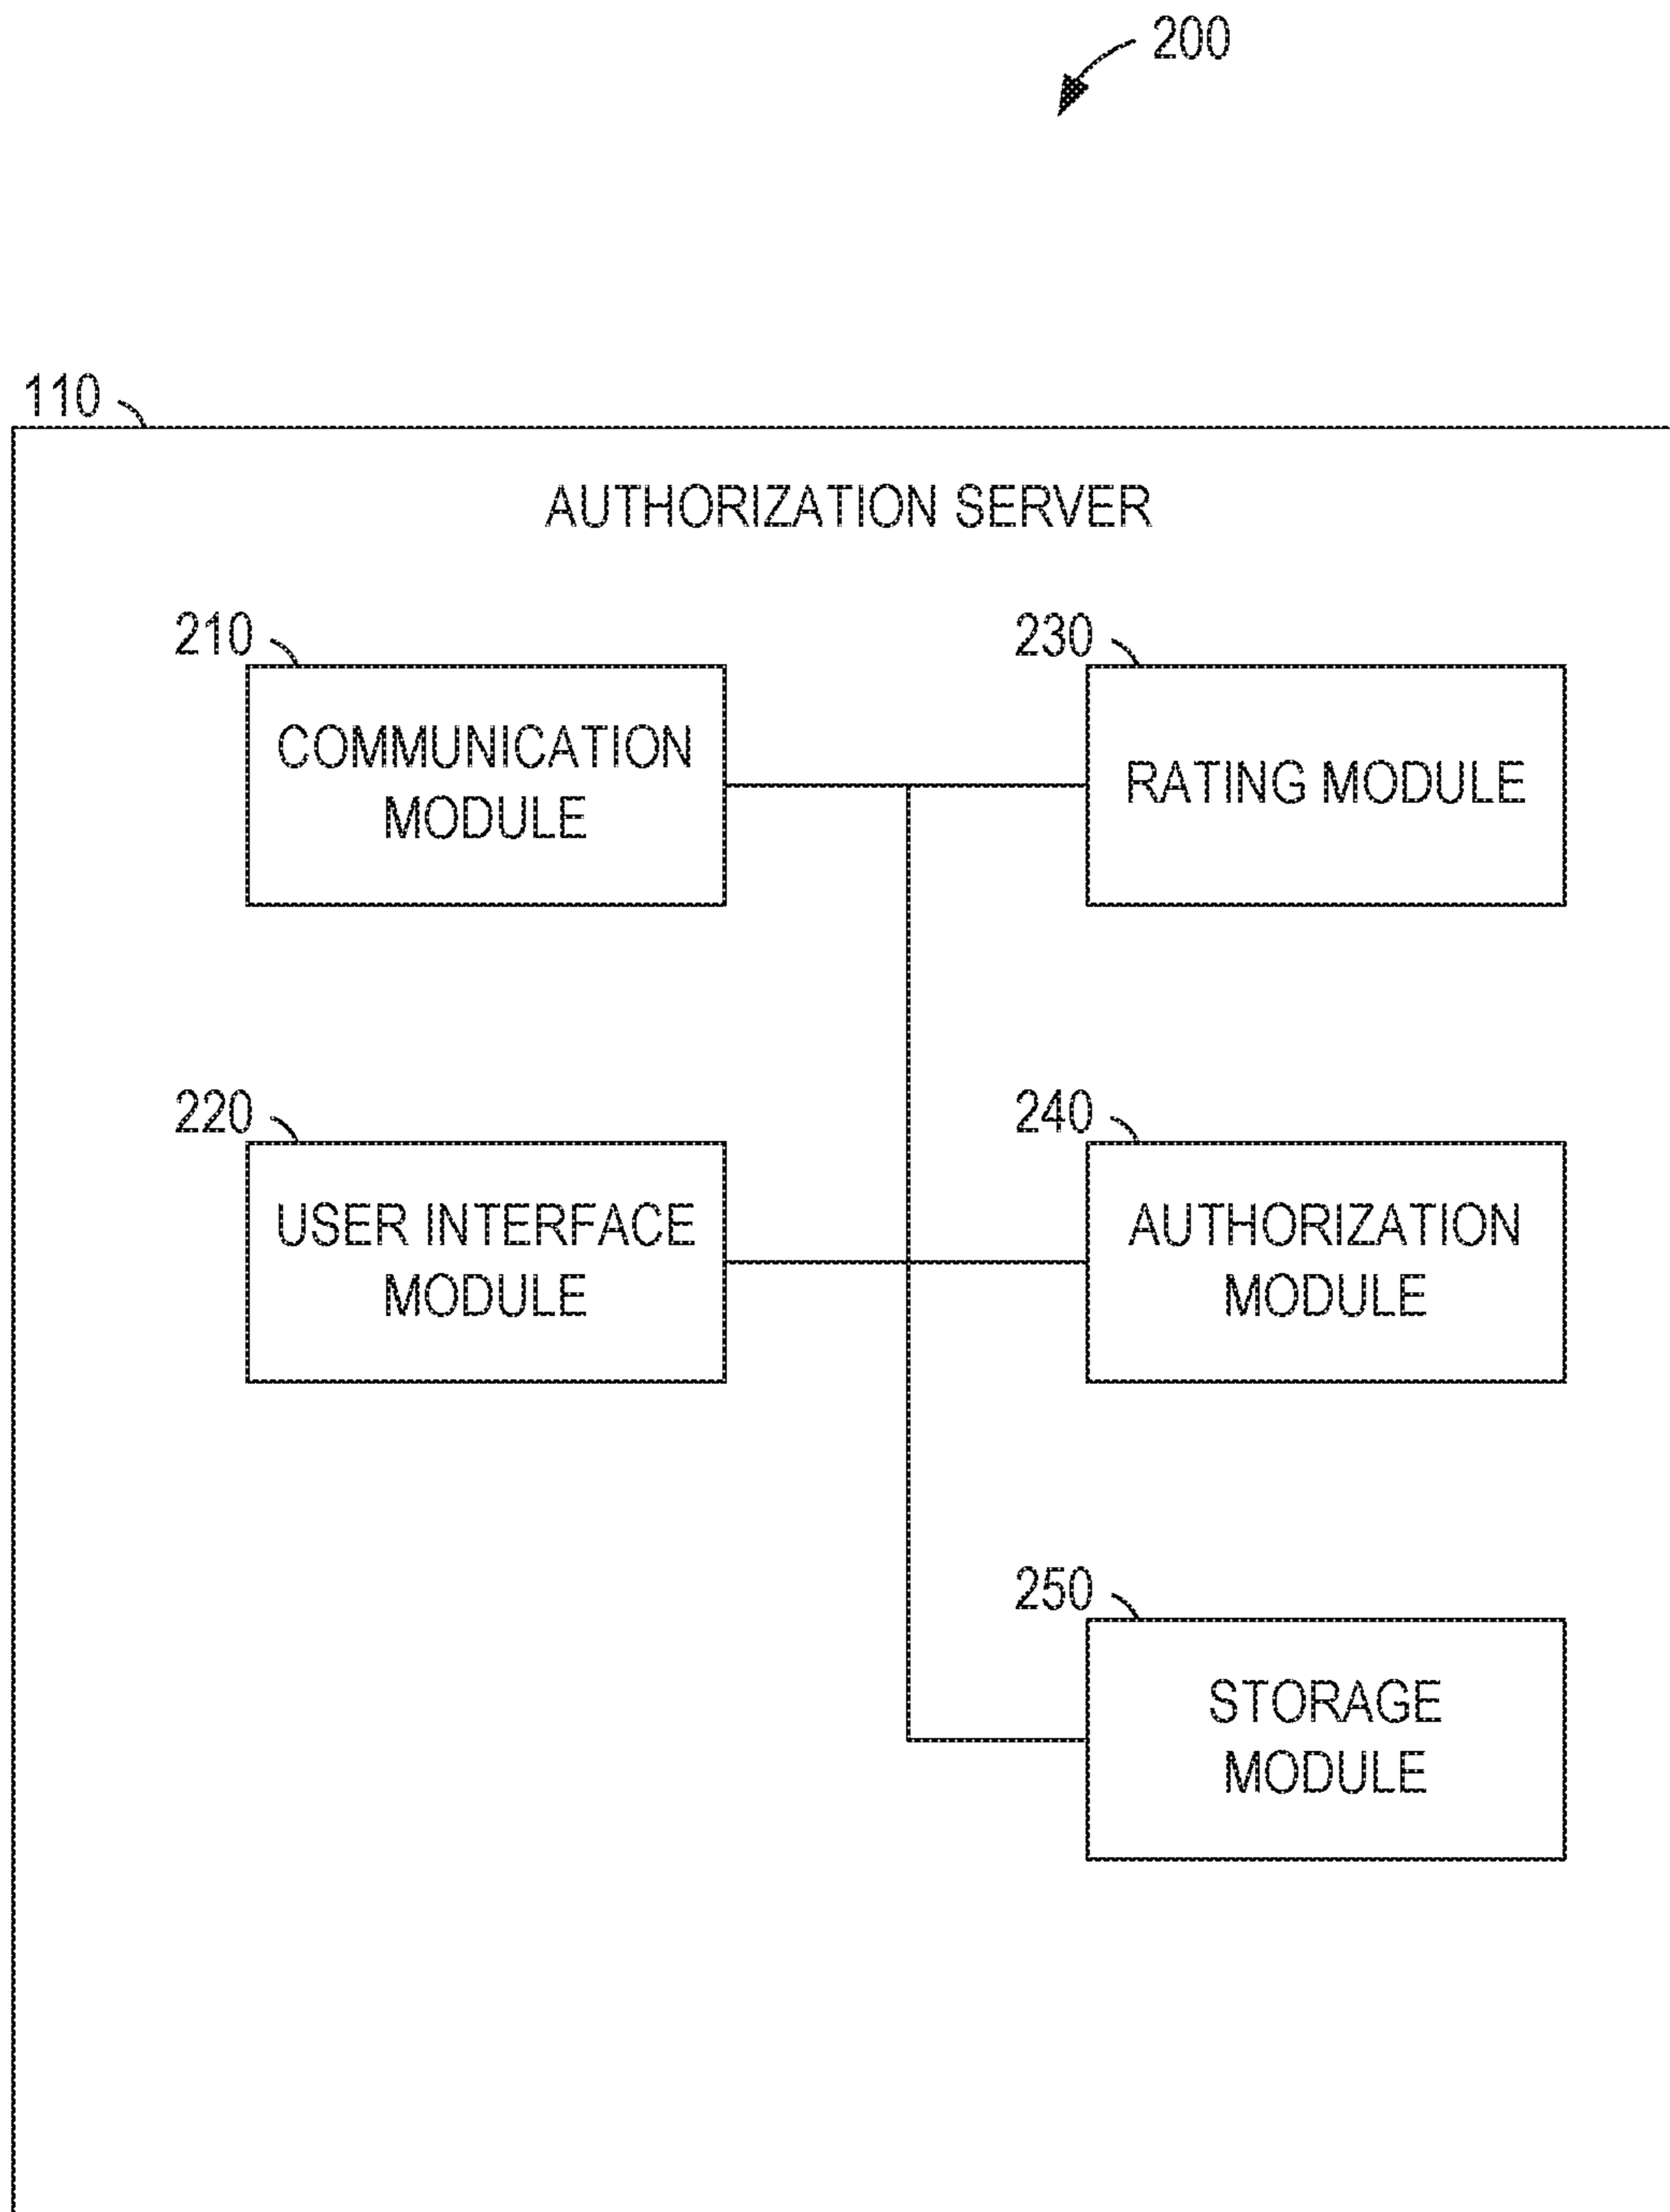 200
110
AUTHORIZATION SERVER
210
COMMUNICATION
MODULE
230
RATING MODULE
220
USER INTERFACE
MODULE
240
AUTHORIZATION
MODULE
250
STORAGE
MODULE